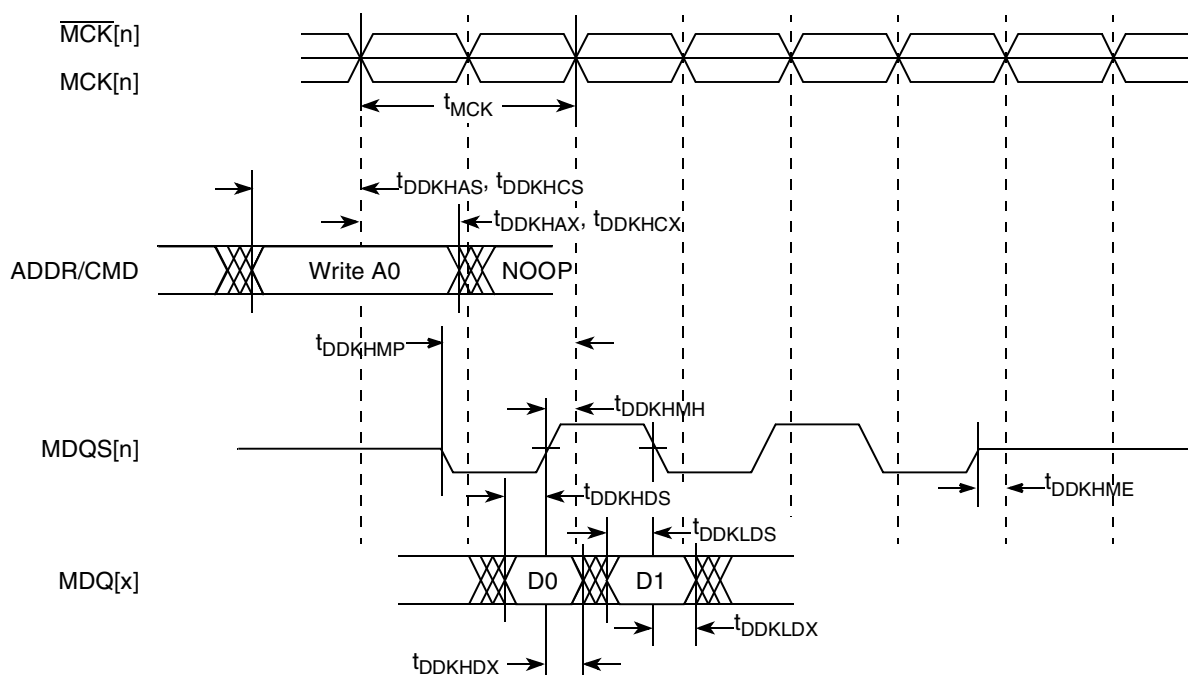 MCK[n]
MCK[n]
tMCK
tDDKHAS, tDDKHCS
tDDKHAX, tDDKHCX
ADDR/CMD
Write A0
NOOP
tDDKHMP
tDDKHMH
MDQS[n]
tDDKHME
tDDKHDS
tDDKLDS
MDQ[x]
D0
D1
tDDKLDX
tDDKHDX